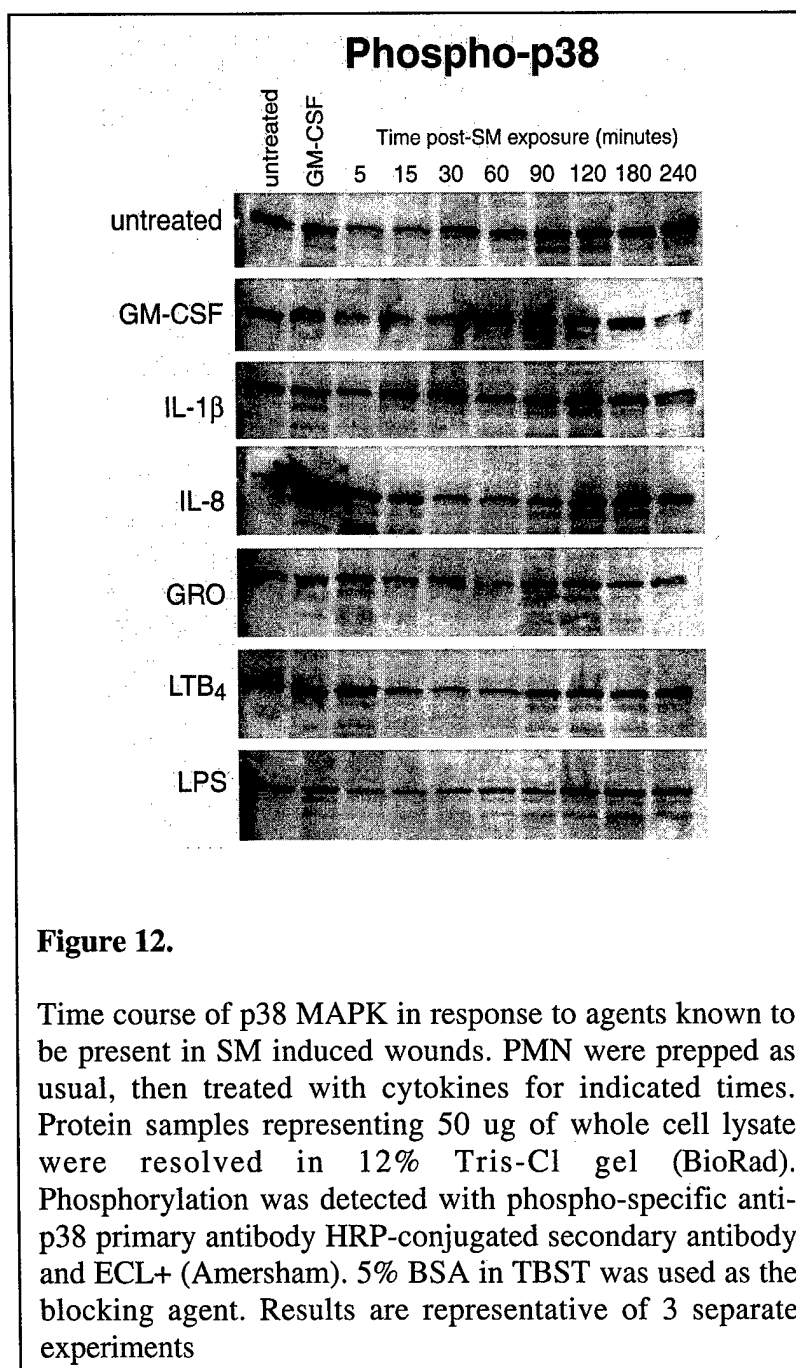 Phospho-p38
untreated
GM-CSF
Time post-SM exposure (minutes)
5 15 30 60 90 120 180 240
untreated
GM-CSF
IL-1β
IL-8
GRO
LTB4
LPS
Figure 12.
Time course of p38 MAPK in response to agents known to
be present in SM induced wounds. PMN were prepped as
usual, then treated with cytokines for indicated times.
Protein samples representing 50 ug of whole cell lysate
were resolved in 12% Tris-Cl gel (BioRad).
Phosphorylation was detected with phospho-specific anti-
p38 primary antibody HRP-conjugated secondary antibody
and ECL+ (Amersham). 5% BSA in TBST was used as the
blocking agent. Results are representative of 3 separate
experiments